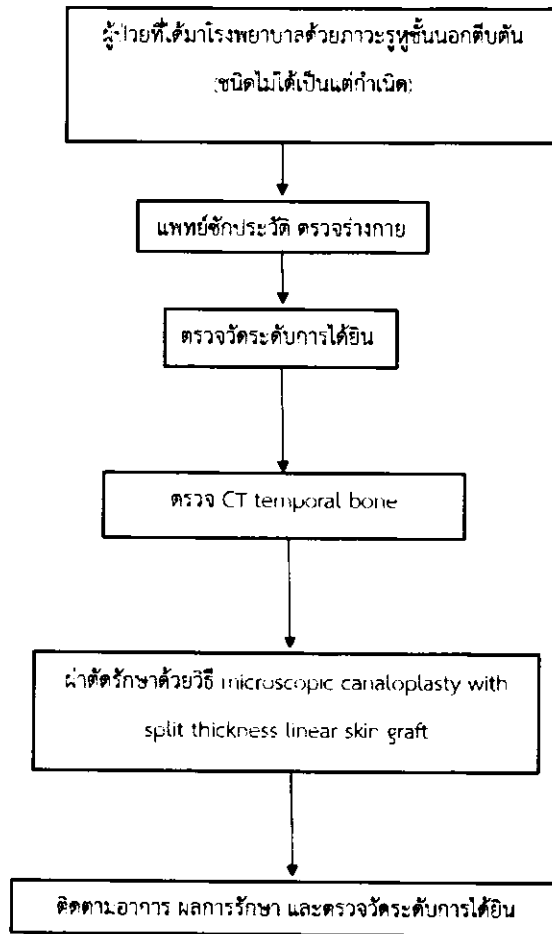 ผู้ป่วยที่ได้มาโรงพยาบาลด้วยภาวะรูหูชั้นนอกตีบตัน
(ชนิดไม่ได้เป็นแต่กำเนิด)
แพทย์ซักประวัติ ตรวจร่างกาย
ตรวจวัดระดับการได้ยิน
ตรวจ CT temporal bone
ผ่าตัดรักษาด้วยวิธี microscopic canaloplasty with
split thickness linear skin graft
ติดตามอาการ ผลการรักษา และตรวจวัดระดับการได้ยิน